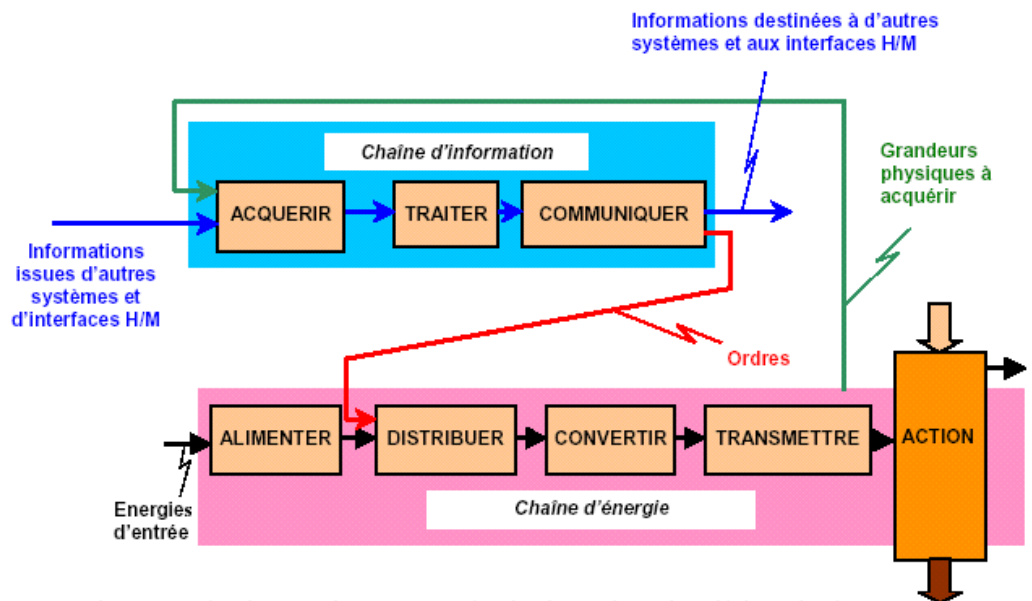 Informations destinées à d'autres
systèmes et aux interfaces H/M
Chaîne d'information
Grandeurs
physiques à
acquérir
ACQUERIR
TRAITER
COMMUNIQUER
Informations
issues d'autres
systèmes et
d'interfaces H/M
Ordres
ALIMENTER
DISTRIBUER
CONVERTIR
TRANSMETTRE
ACTION
Energies
d'entrée
Chaîne d'énergie